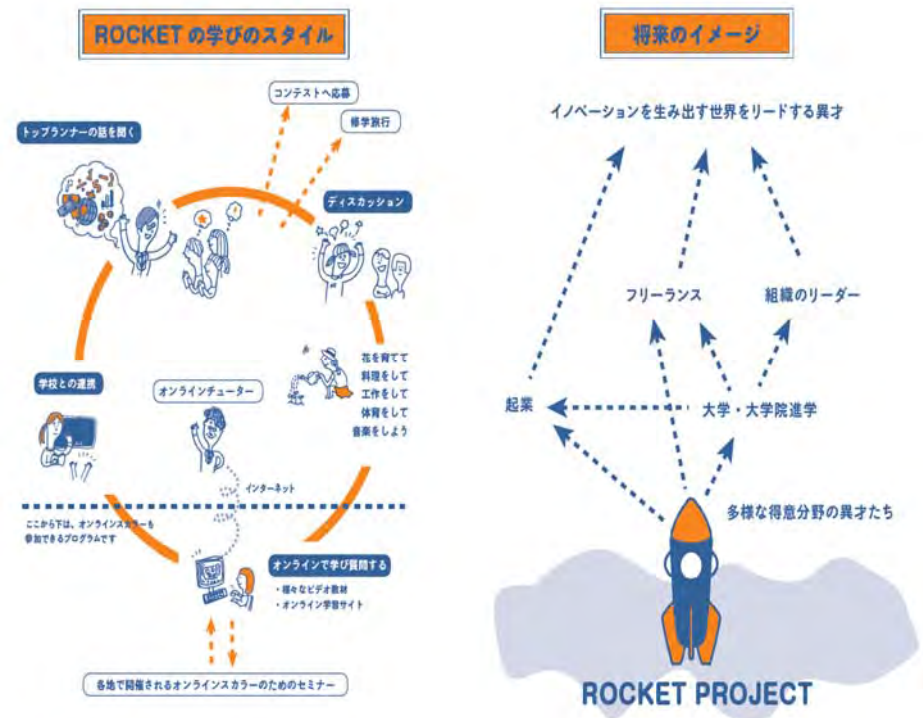 ROCKETの学びのスタイル
コンテストへ応募
修学旅行
トップランナーの話を聞く
ディスカッション
花を育てて
料理をして
工作をして
体育をして
音楽をしよう
学校との連携
オンラインチューター
インターネット
ここから下は、オンラインスカラーも
参加できるプログラムです
オンラインで学び質問する
・様々なビデオ教材
・オンライン学習サイト
各地で開催されるオンラインスカラーのためのセミナー
将来のイメージ
イノベーションを生み出す世界をリードする異才
フリーランス
組織のリーダー
起業
大学・大学院進学
多様な得意分野の異才たち
ROCKET PROJECT